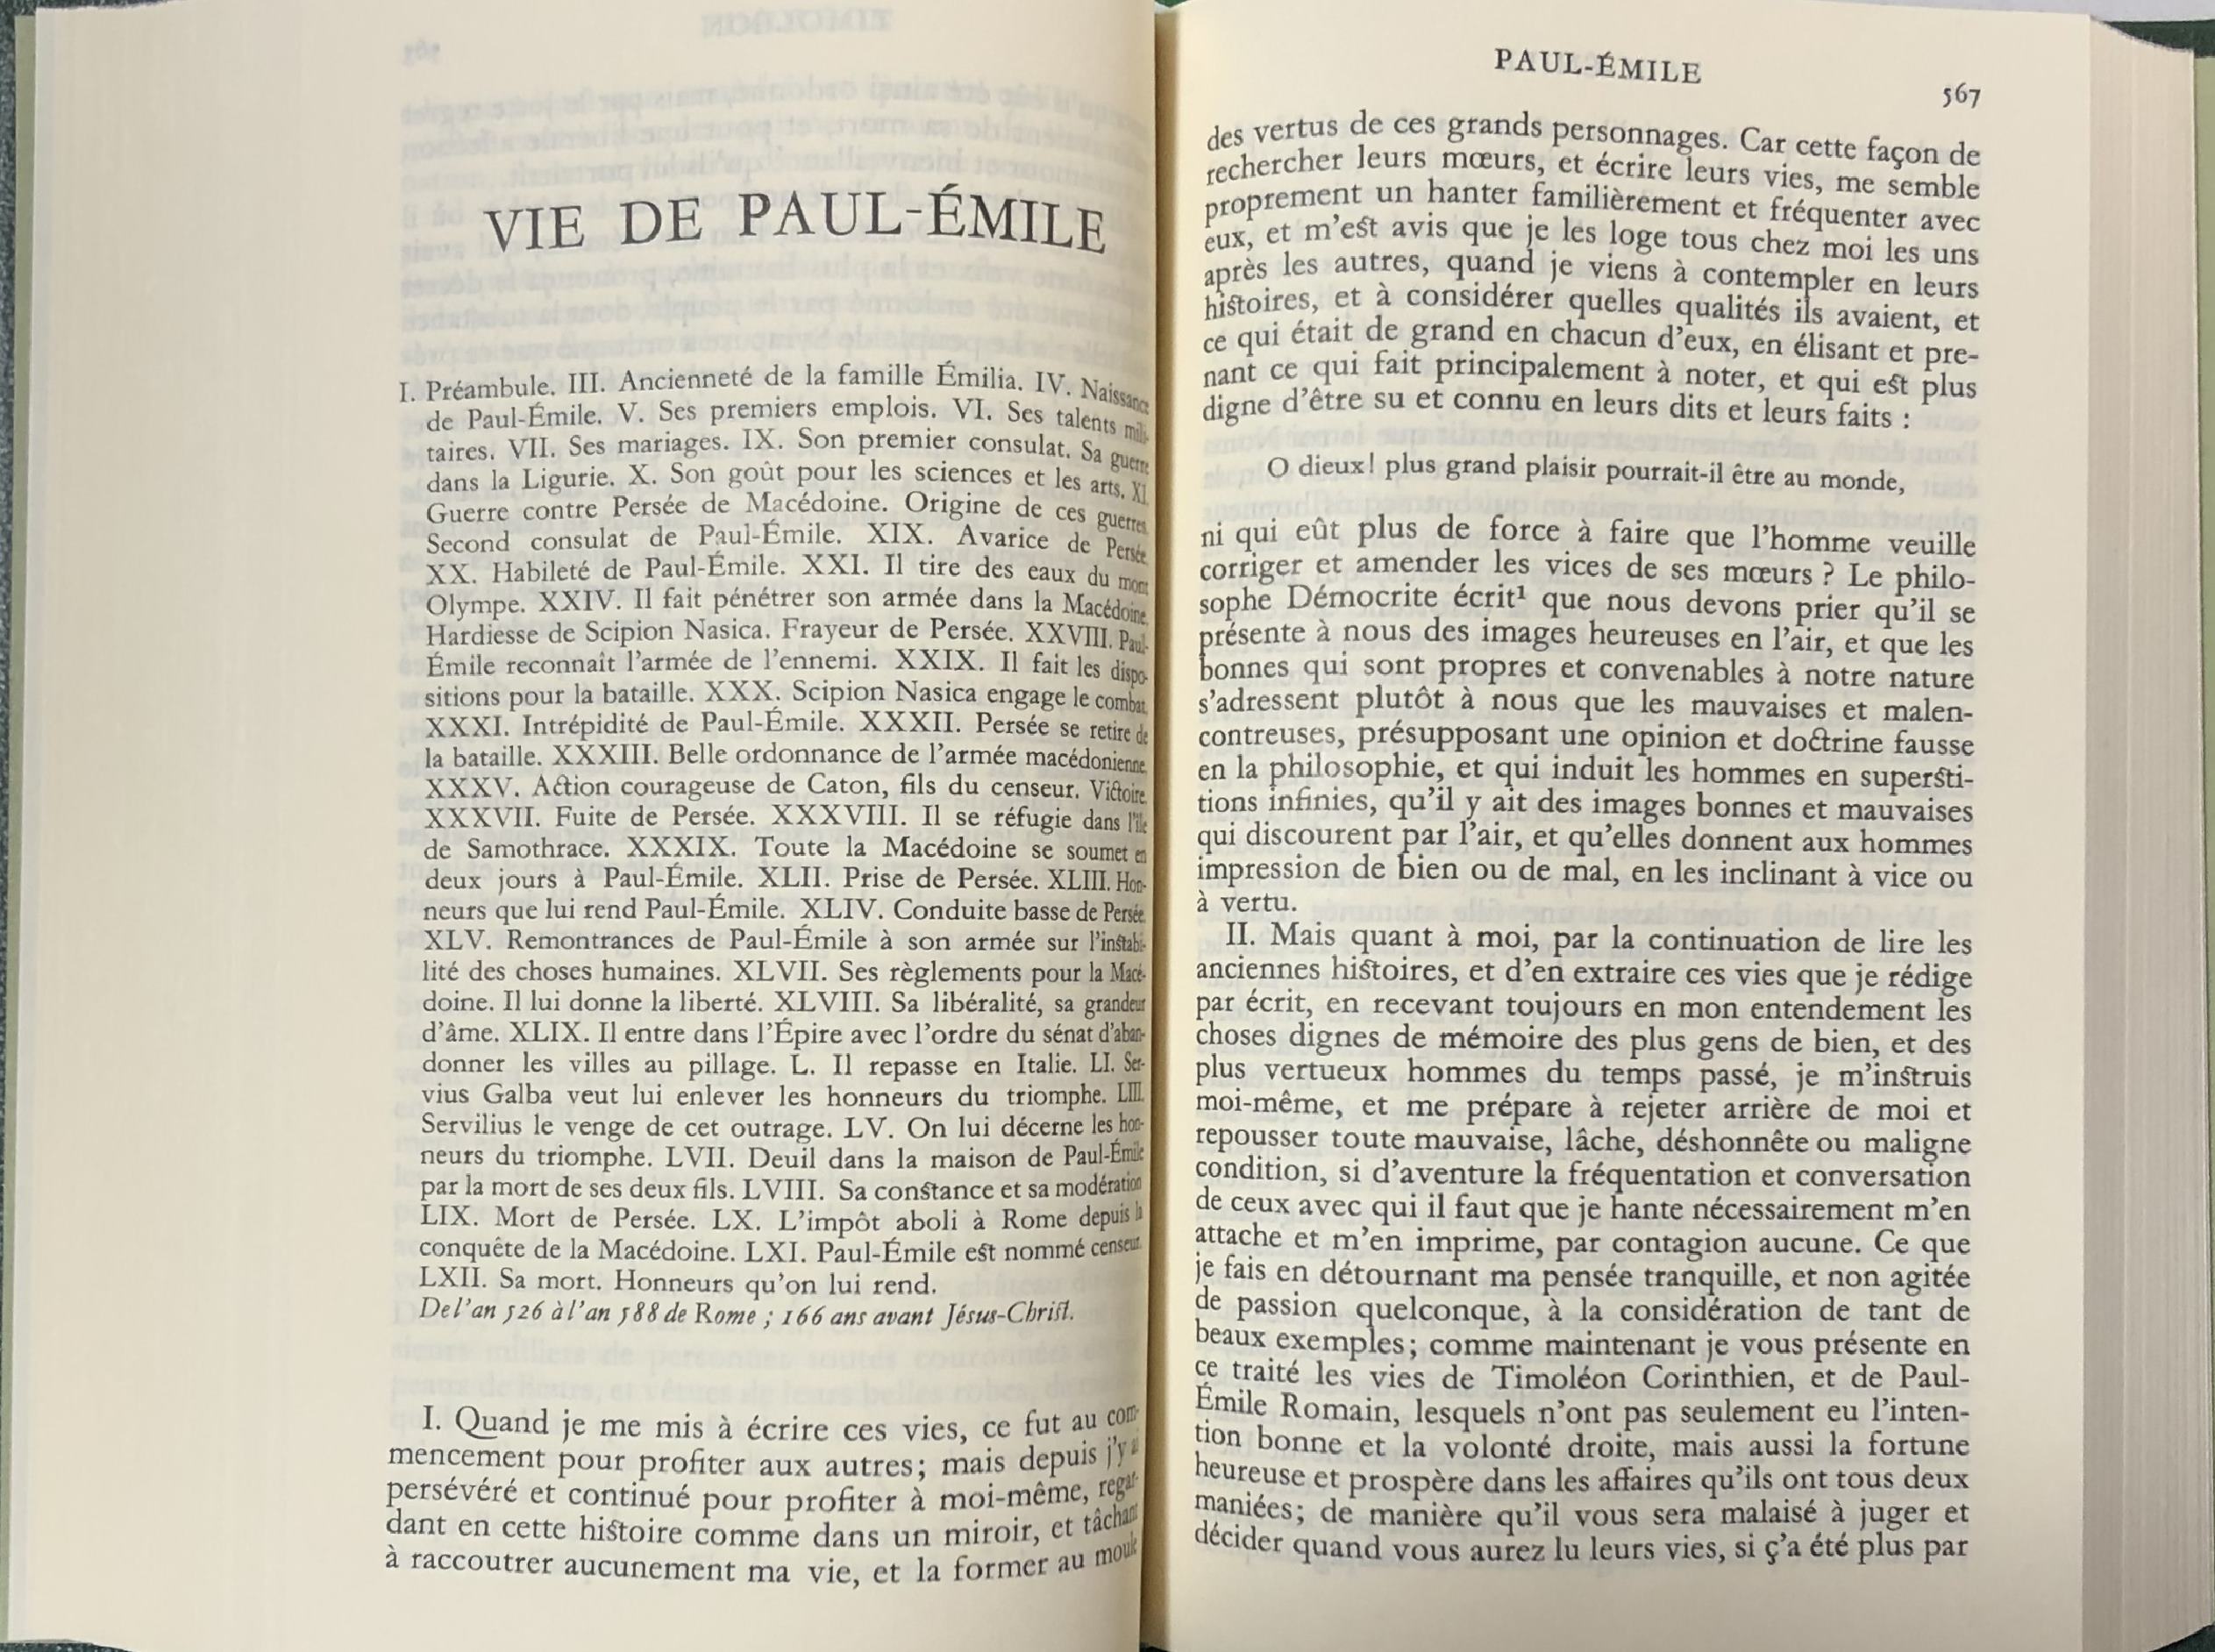 VIE DE PAUL-ÉMILE
I. Préambule. III. Ancienneté de la famille Émilia. IV. Naissance
de Paul-Émile. V. Ses premiers emplois. VI. Ses talents mili-
taires. VII. Ses mariages. IX. Son premier consulat. Sa guerre
dans la Ligurie. X. Son goût pour les sciences et les arts. XI.
Guerre contre Persée de Macédoine. Origine de ces guerres.
Second consulat de Paul-Émile. XIX. Avarice de Persée.
XX. Habileté de Paul-Émile. XXI. Il tire des eaux du mont
Olympe. XXIV. Il fait pénétrer son armée dans la Macédoine.
Hardiesse de Scipion Nasica. Frayeur de Persée. XXVIII. Paul-
Émile reconnaît l'armée de l'ennemi. XXIX. Il fait les dispo-
sitions pour la bataille. XXX. Scipion Nasica engage le combat.
XXXI. Intrépidité de Paul-Émile. XXXII. Persée se retire de
la bataille. XXXIII. Belle ordonnance de l'armée macédonienne.
XXXV. Action courageuse de Caton, fils du censeur. Victoire.
XXXVII. Fuite de Persée. XXXVIII. Il se réfugie dans l'île
de Samothrace. XXXIX. Toute la Macédoine se soumet en
deux jours à Paul-Émile. XLII. Prise de Persée. XLIII. Hon-
neurs que lui rend Paul-Émile. XLIV. Conduite basse de Persée.
XLV. Remontrances de Paul-Émile à son armée sur l'instabi-
lité des choses humaines. XLVII. Ses règlements pour la Macé-
doine. Il lui donne la liberté. XLVIII. Sa libéralité, sa grandeur
d'âme. XLIX. Il entre dans l'Épire avec l'ordre du sénat d'aban-
donner les villes au pillage. L. Il repasse en Italie. LI. Ser-
vius Galba veut lui enlever les honneurs du triomphe. LIII.
Servilius le venge de cet outrage. LV. On lui décerne les hon-
neurs du triomphe. LVII. Deuil dans la maison de Paul-Émile
par la mort de ses deux fils. LVIII. Sa constance et sa modération
LIX. Mort de Persée. LX. L'impôt aboli à Rome depuis la
conquête de la Macédoine. LXI. Paul-Émile est nommé censeur.
LXII. Sa mort. Honneurs qu'on lui rend.
De l'an 526 à l'an 588 de Rome ; 166 ans avant Jésus-Christ.
I. Quand je me mis à écrire ces vies, ce fut au com-
mencement pour profiter aux autres; mais depuis j'y ai
persévéré et continué pour profiter à moi-même, regar-
dant en cette histoire comme dans un miroir, et tâchant
à raccoutrer aucunement ma vie, et la former au moule
PAUL-ÉMILE
567
des vertus de ces grands personnages. Car cette façon de
rechercher leurs mœurs, et écrire leurs vies, me semble
proprement un hanter familièrement et fréquenter avec
eux, et m'est avis que je les loge tous chez moi les uns
après les autres, quand je viens à contempler en leurs
histoires, et à considérer quelles qualités ils avaient, et
ce qui était de grand en chacun d'eux, en élisant et pre-
nant ce qui fait principalement à noter, et qui est plus
digne d'être su et connu en leurs dits et leurs faits :
O dieux! plus grand plaisir pourrait-il être au monde,
ni qui eût plus de force à faire que l'homme veuille
corriger et amender les vices de ses mœurs ? Le philo-
sophe Démocrite écrit¹ que nous devons prier qu'il se
présente à nous des images heureuses en l'air, et que les
bonnes qui sont propres et convenables à notre nature
s'adressent plutôt à nous que les mauvaises et malen-
contreuses, présupposant une opinion et doctrine fausse
en la philosophie, et qui induit les hommes en supersti-
tions infinies, qu'il y ait des images bonnes et mauvaises
qui discourent par l'air, et qu'elles donnent aux hommes
impression de bien ou de mal, en les inclinant à vice ou
à vertu.
II. Mais quant à moi, par la continuation de lire les
anciennes histoires, et d'en extraire ces vies que je rédige
par écrit, en recevant toujours en mon entendement les
choses dignes de mémoire des plus gens de bien, et des
plus vertueux hommes du temps passé, je m'instruis
moi-même, et me prépare à rejeter arrière de moi et
repousser toute mauvaise, lâche, déshonnête ou maligne
condition, si d'aventure la fréquentation et conversation
de ceux avec qui il faut que je hante nécessairement m'en
attache et m'en imprime, par contagion aucune. Ce que
je fais en détournant ma pensée tranquille, et non agitée
de passion quelconque, à la considération de tant de
beaux exemples; comme maintenant je vous présente en
ce traité les vies de Timoléon Corinthien, et de Paul-
Émile Romain, lesquels n'ont pas seulement eu l'inten-
tion bonne et la volonté droite, mais aussi la fortune
heureuse et prospère dans les affaires qu'ils ont tous deux
maniées; de manière qu'il vous sera malaisé à juger et
décider quand vous aurez lu leurs vies, si ç'a été plus par